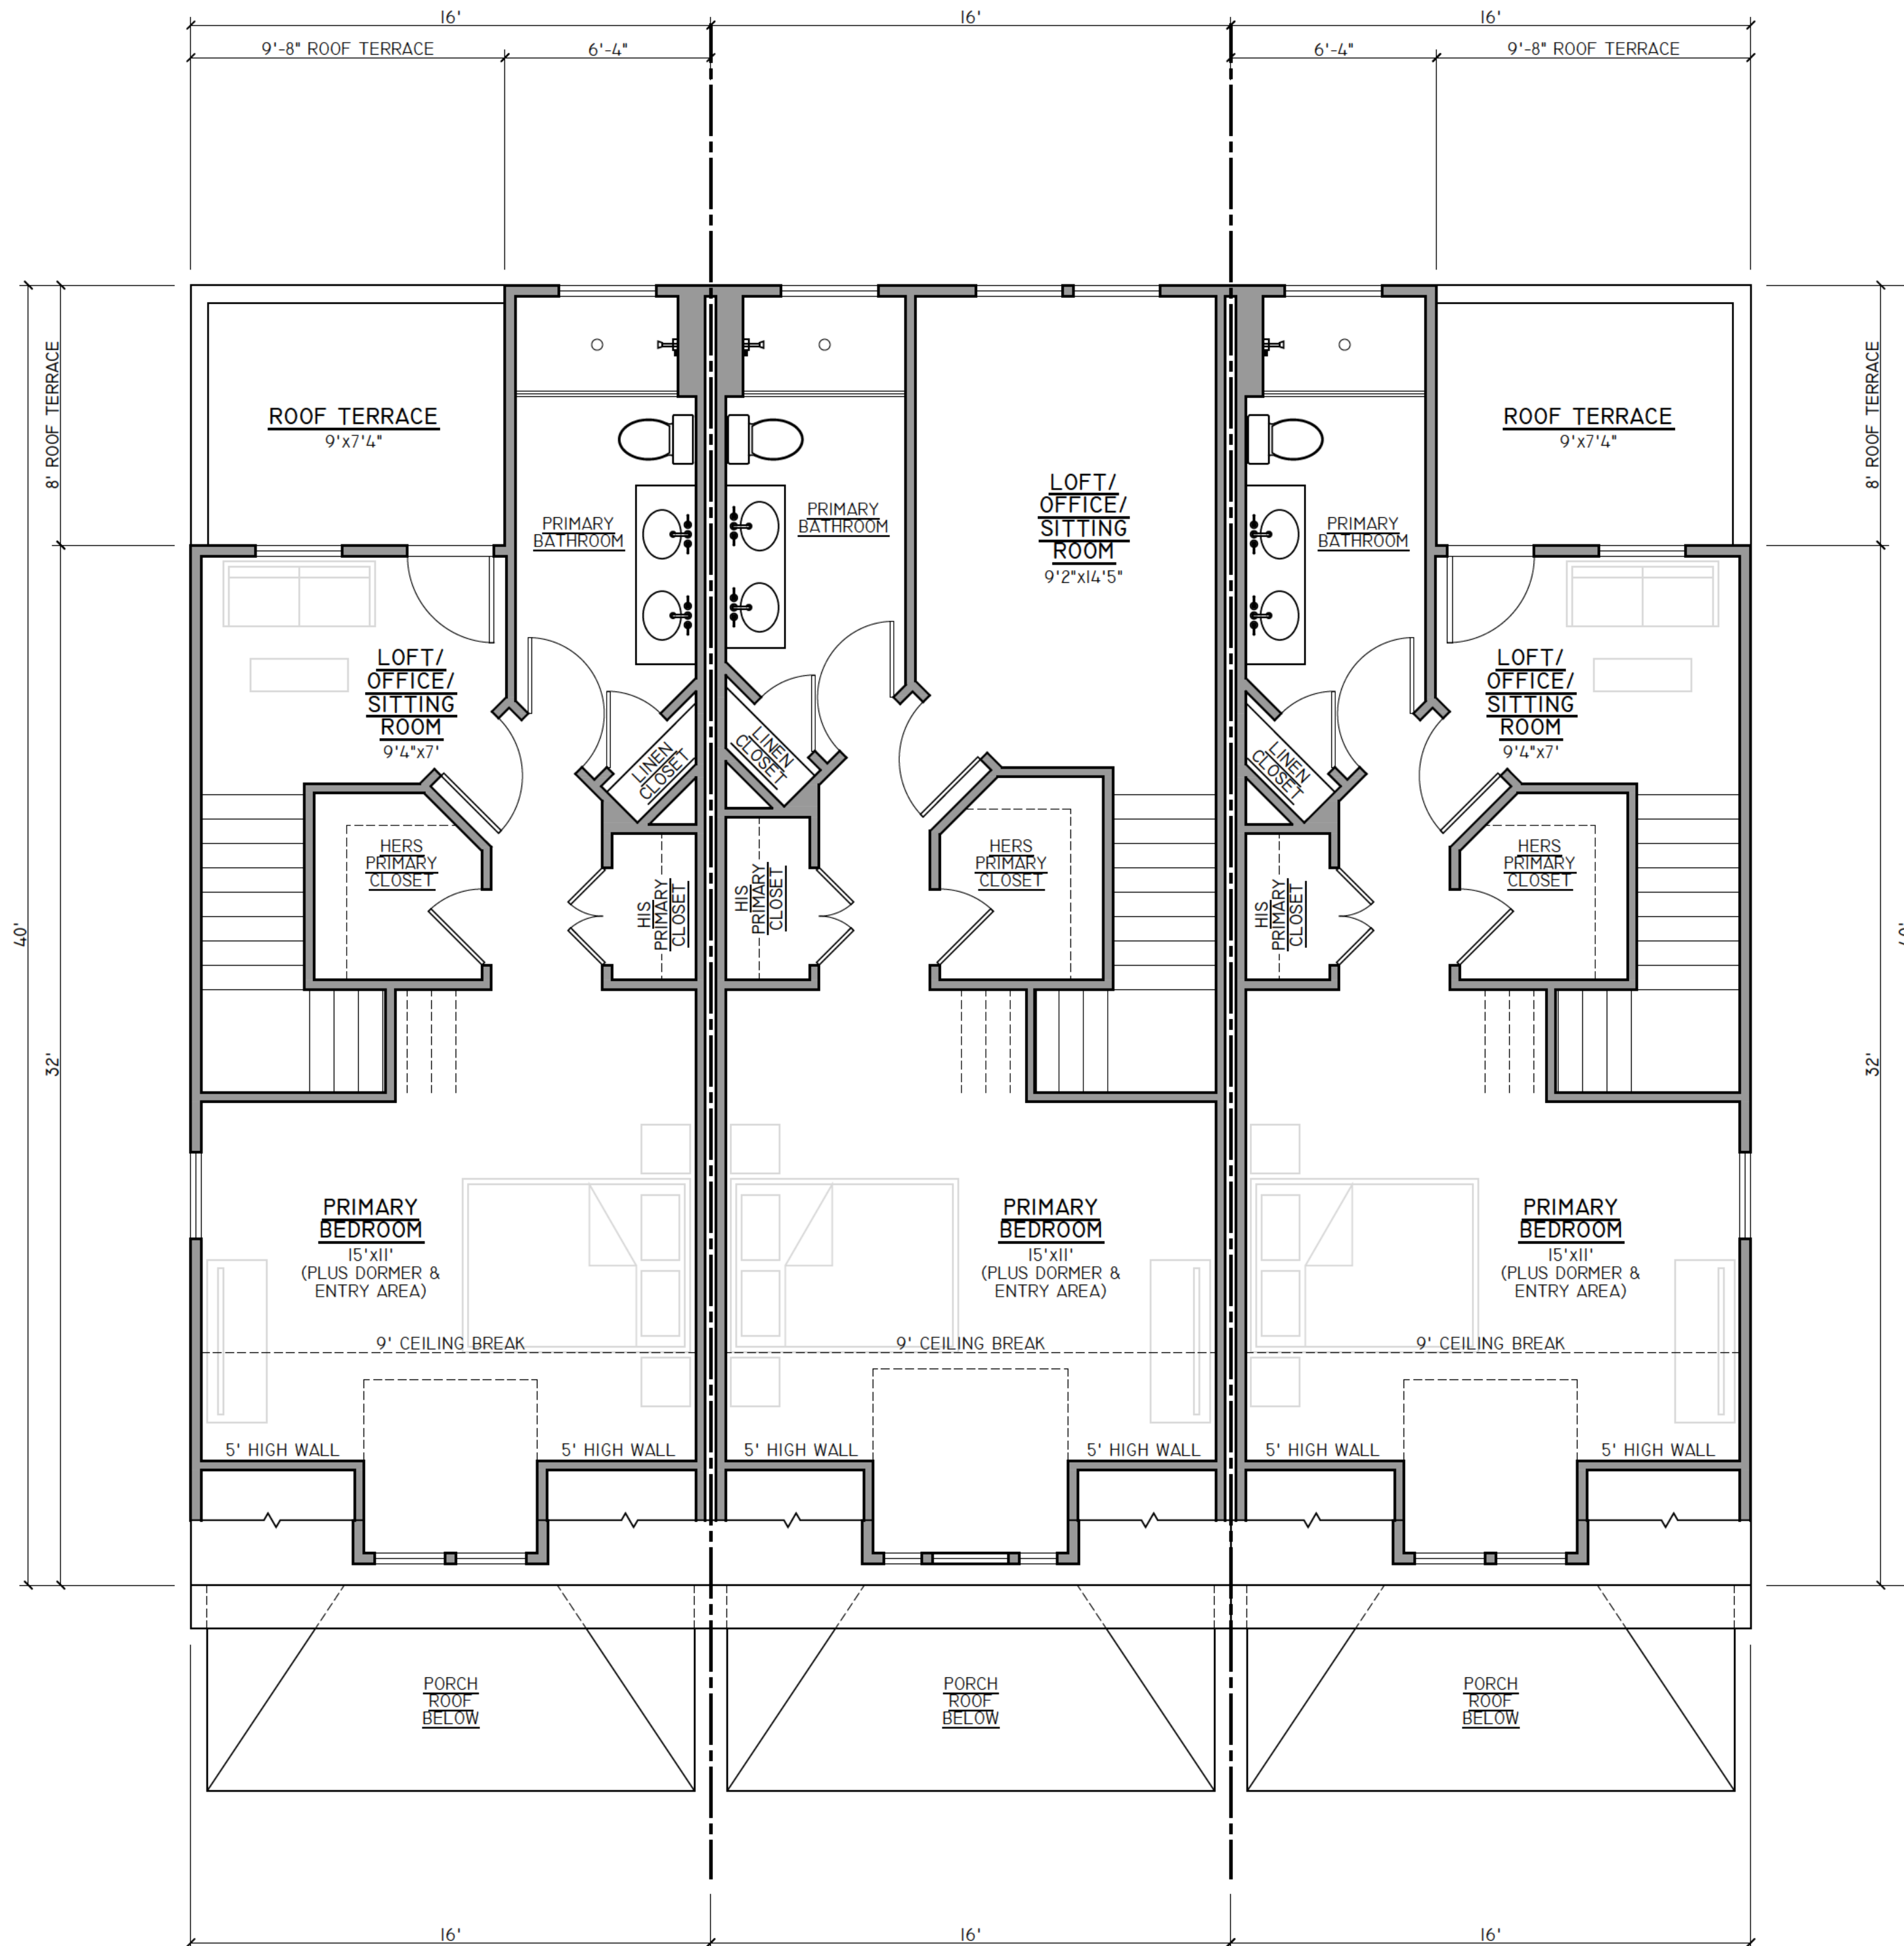 16'
16'
16'
9'-8" ROOF TERRACE
6'-4"
6'-4"
9'-8" ROOF TERRACE
8' ROOF TERRACE
40'
32'
ROOF TERRACE
9'x7'4"
PRIMARY
BATHROOM
LOFT/
OFFICE/
SITTING
ROOM
9'4"x7'
LINEN
CLOSET
HERS
PRIMARY
CLOSET
HIS
PRIMARY
CLOSET
PRIMARY
BEDROOM
15'x11'
(PLUS DORMER &
ENTRY AREA)
9' CEILING BREAK
5' HIGH WALL
5' HIGH WALL
PORCH
ROOF
BELOW
PRIMARY
BATHROOM
LOFT/
OFFICE/
SITTING
ROOM
9'2"x14'5"
LINEN
CLOSET
HIS
PRIMARY
CLOSET
HERS
PRIMARY
CLOSET
PRIMARY
BEDROOM
15'x11'
(PLUS DORMER &
ENTRY AREA)
9' CEILING BREAK
5' HIGH WALL
5' HIGH WALL
PORCH
ROOF
BELOW
ROOF TERRACE
9'x7'4"
PRIMARY
BATHROOM
LOFT/
OFFICE/
SITTING
ROOM
9'4"x7'
LINEN
CLOSET
HIS
PRIMARY
CLOSET
HERS
PRIMARY
CLOSET
PRIMARY
BEDROOM
15'x11'
(PLUS DORMER &
ENTRY AREA)
9' CEILING BREAK
5' HIGH WALL
5' HIGH WALL
PORCH
ROOF
BELOW
8' ROOF TERRACE
32'
16'
16'
16'